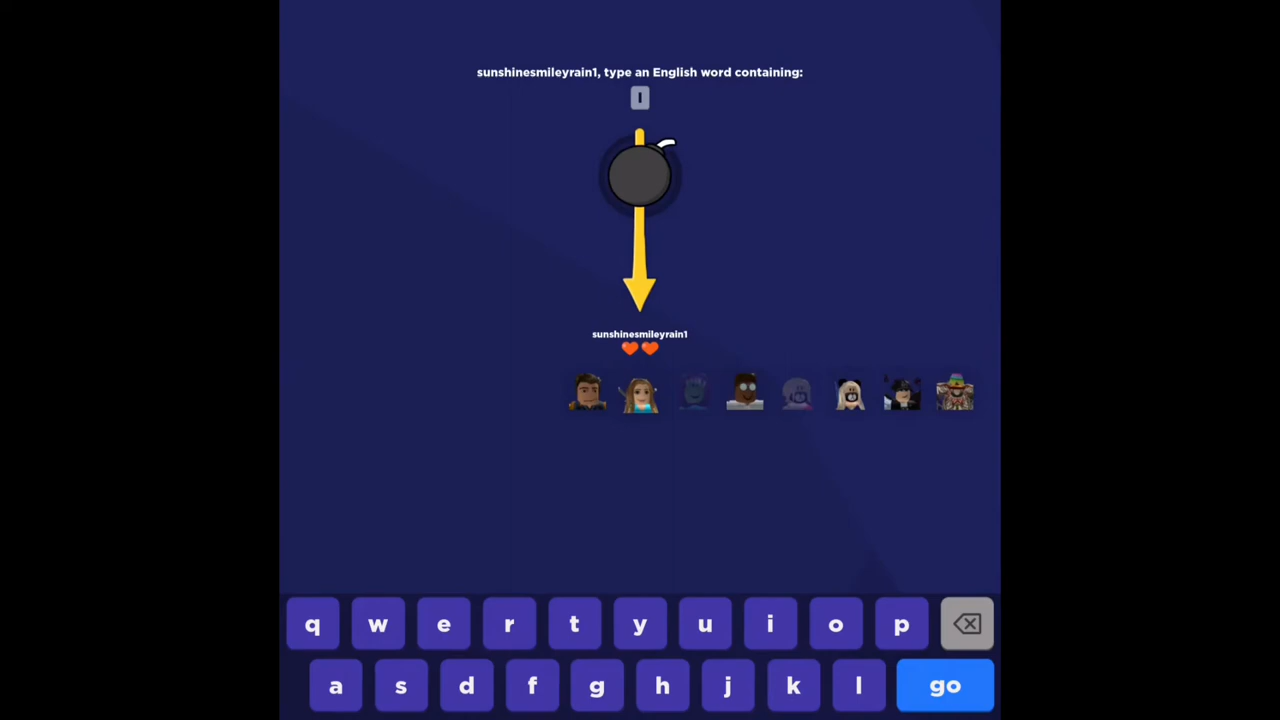 sunshinesmileyrain1, type an English word containing:
I
sunshinesmileyrain1
q w e r t y u i o p
a s d f g h j k l go